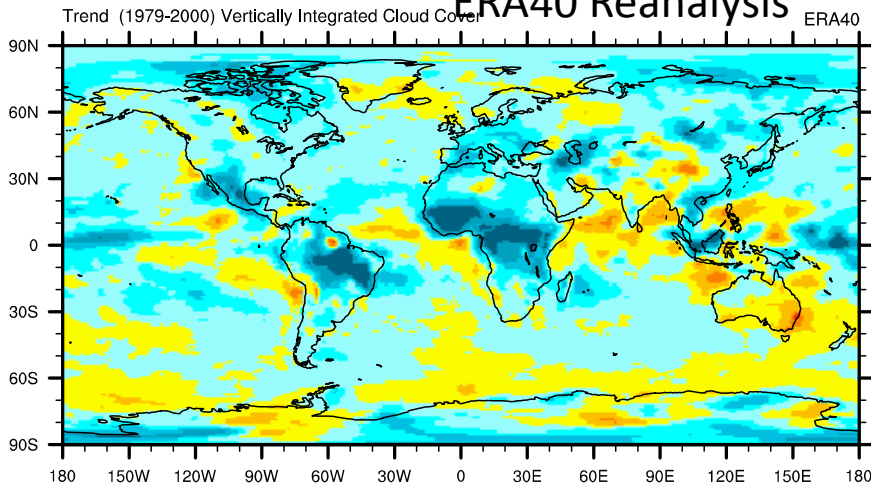 ERA40 Reanalysis
Trend (1979-2000) Vertically Integrated Cloud Cover
ERA40
90N
60N
30N
0
30S
60S
90S
180 150W 120W 90W 60W 30W 0 30E 60E 90E 120E 150E 180